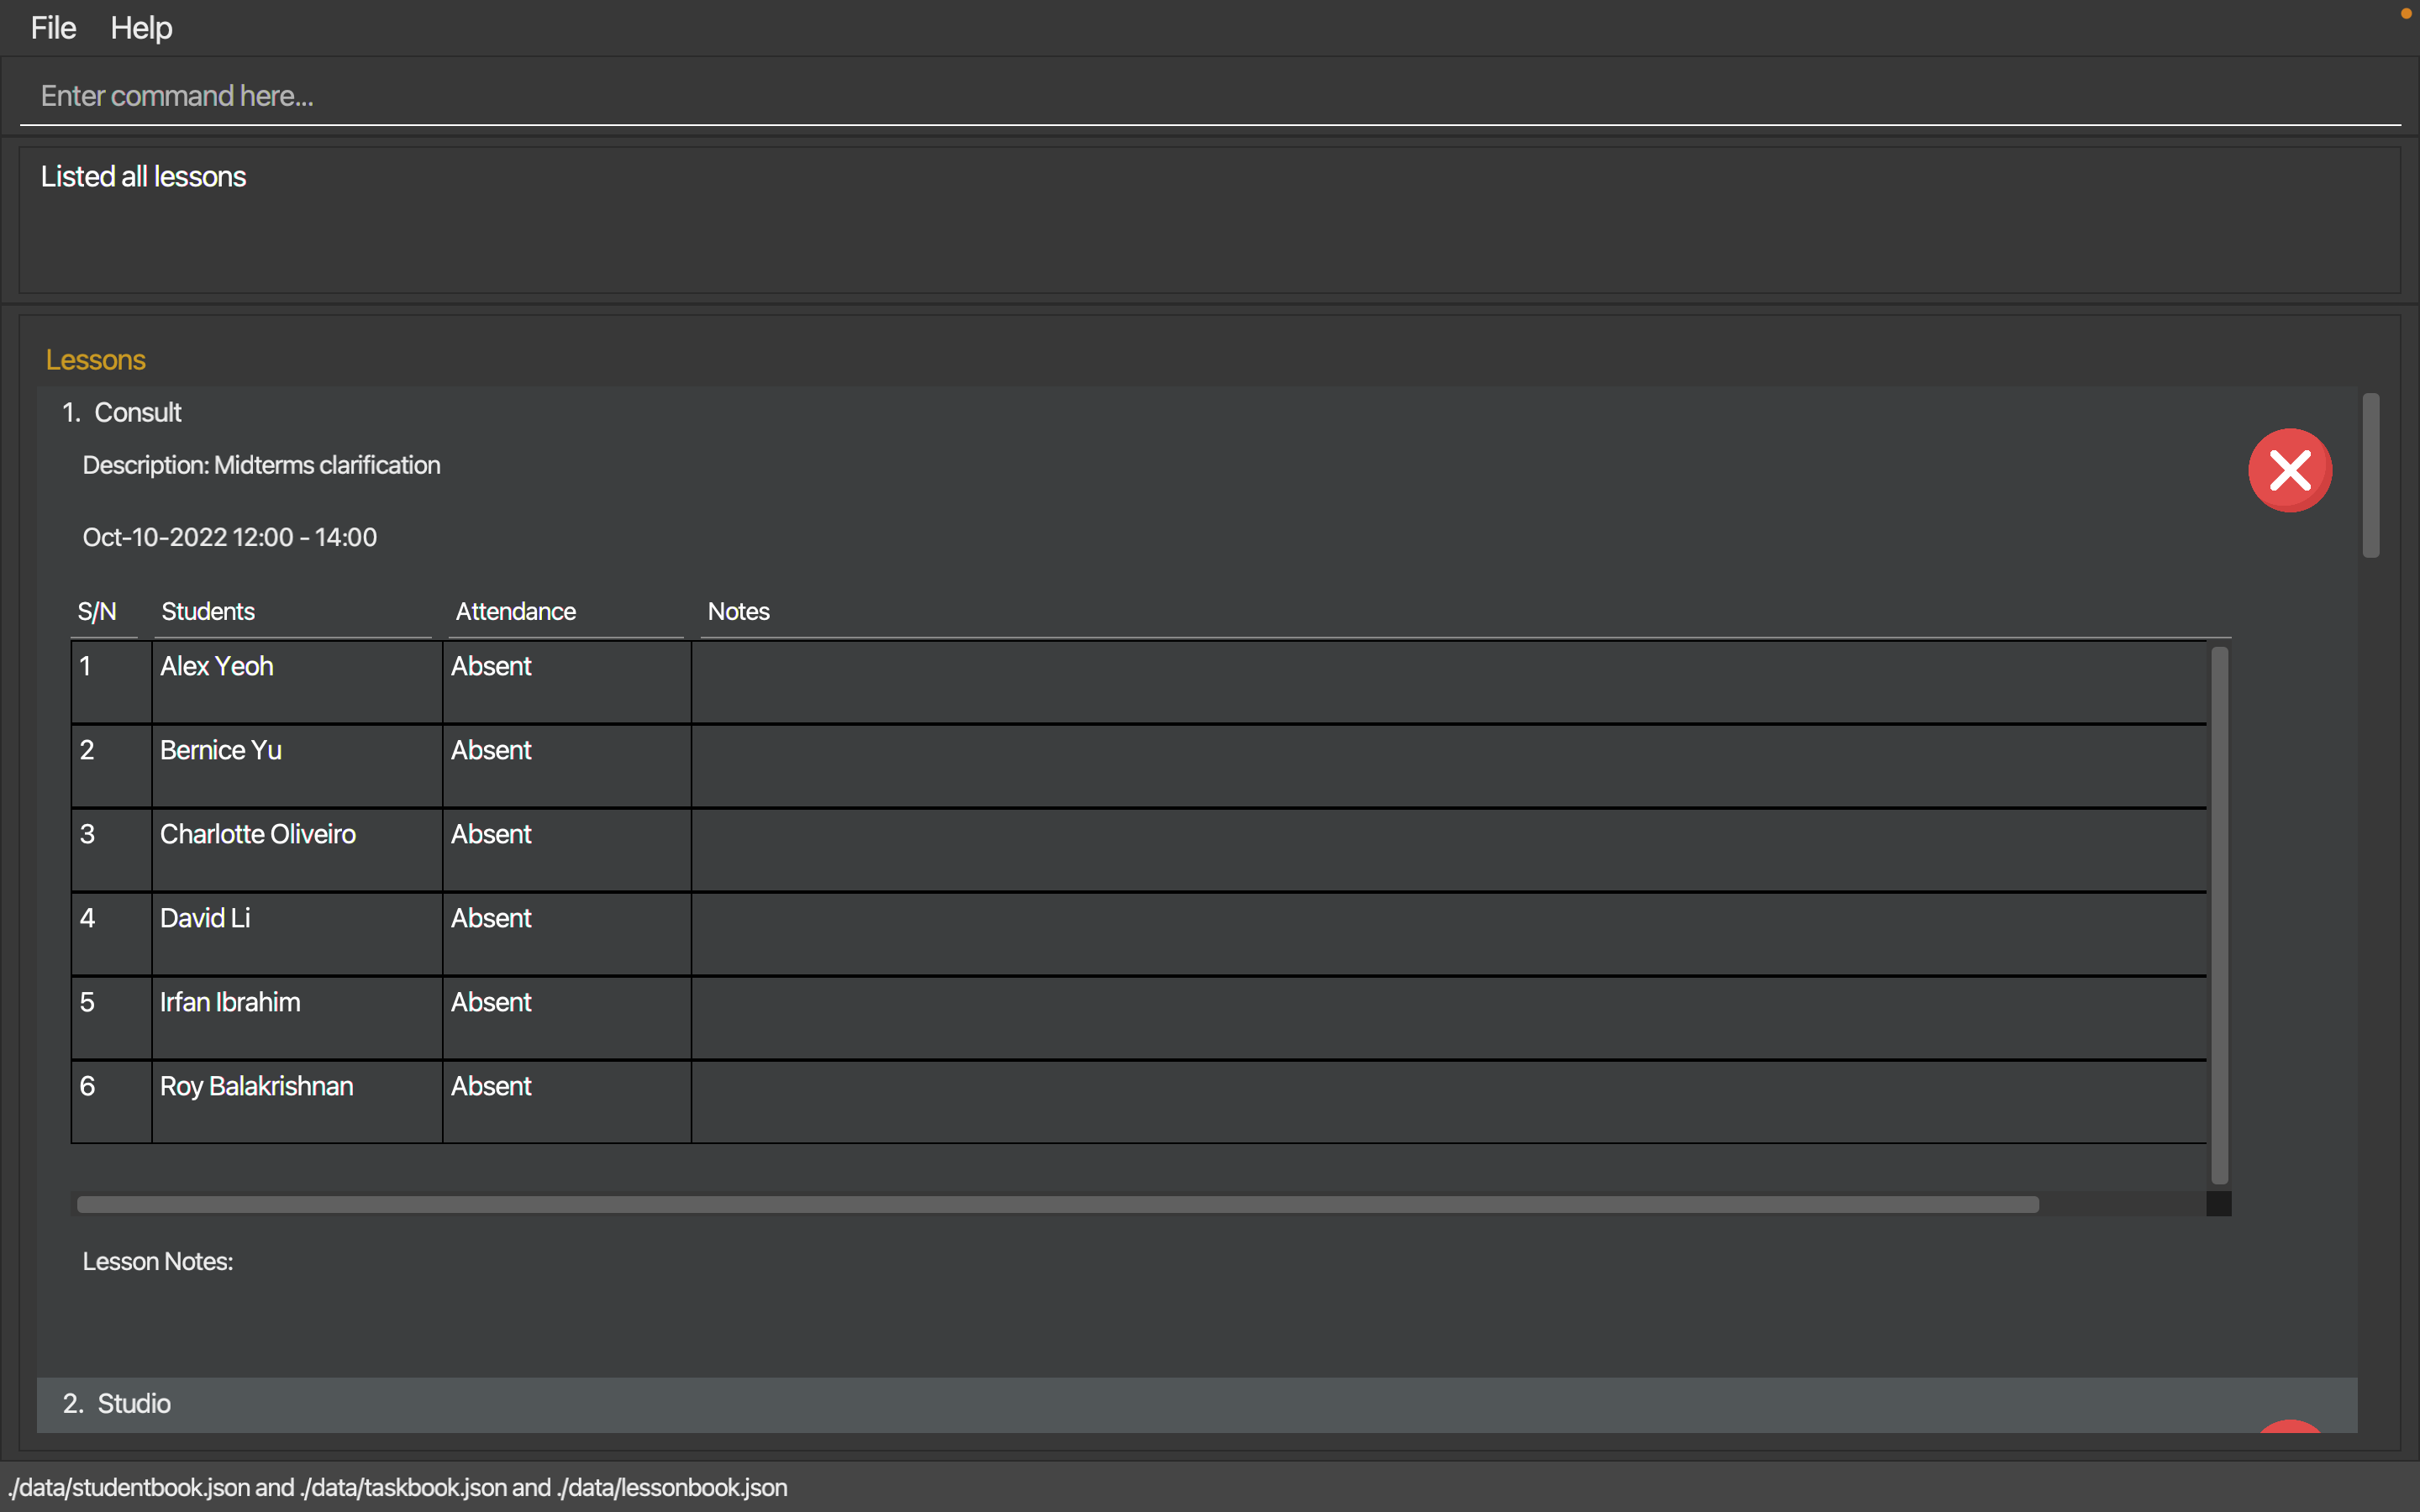 File Help
Enter command here...
Listed all lessons
Lessons
1. Consult
Description: Midterms clarification
Oct-10-2022 12:00 - 14:00
S/N Students Attendance Notes
1 Alex Yeoh Absent
2 Bernice Yu Absent
3 Charlotte Oliveiro Absent
4 David Li Absent
5 Irfan Ibrahim Absent
6 Roy Balakrishnan Absent
Lesson Notes:
2. Studio
./data/studentbook.json and ./data/taskbook.json and ./data/lessonbook.json